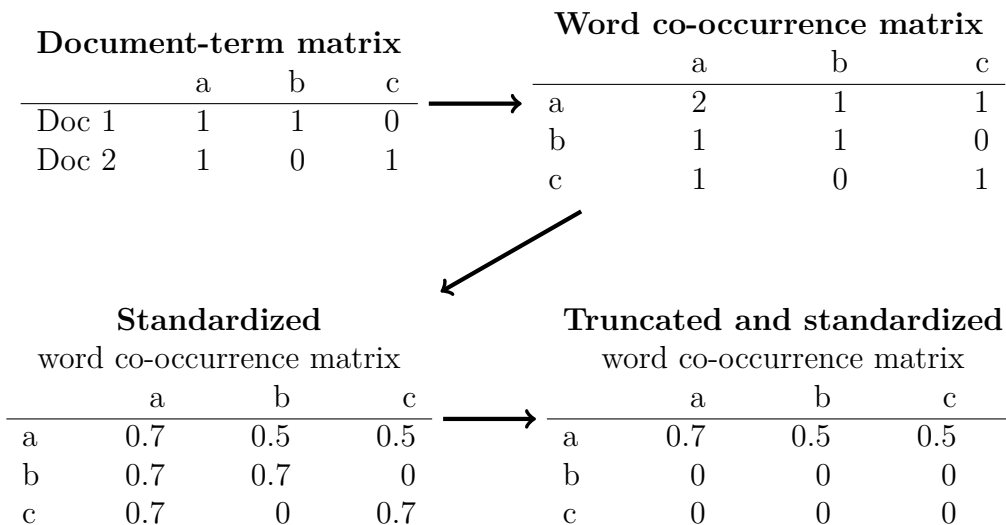 Document-term matrix
a b c
Doc 1 1 1 0
Doc 2 1 0 1
Word co-occurrence matrix
a b c
a 2 1 1
b 1 1 0
c 1 0 1
Standardized
word co-occurrence matrix
a b c
a 0.7 0.5 0.5
b 0.7 0.7 0
c 0.7 0 0.7
Truncated and standardized
word co-occurrence matrix
a b c
a 0.7 0.5 0.5
b 0 0 0
c 0 0 0